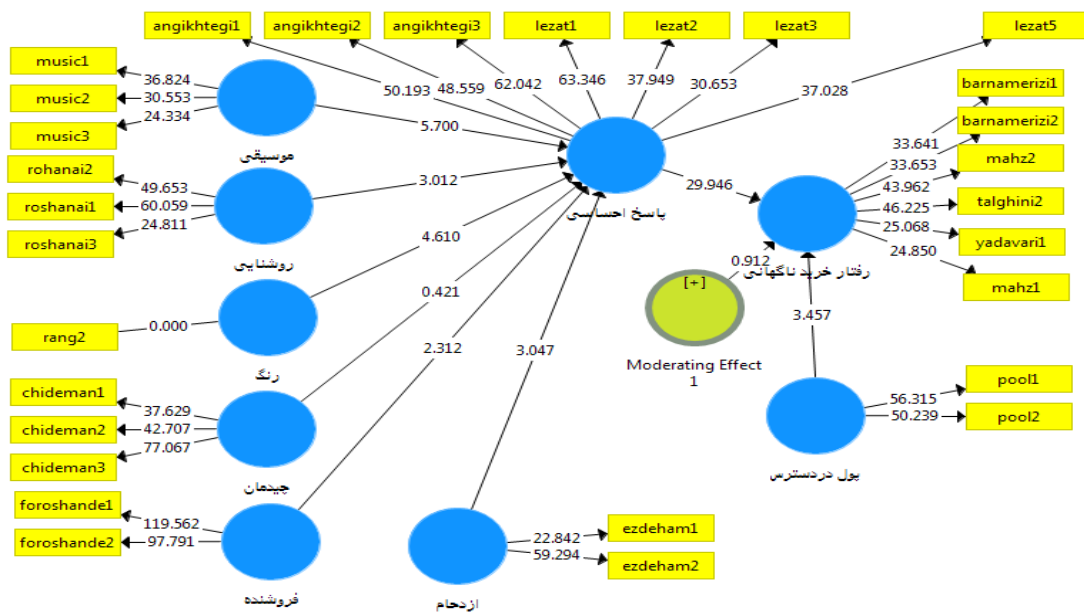 angikhtegi1
angikhtegi2
angikhtegi3
lezat1
lezat2
lezat3
lezat5
music1
music2
music3
36.824
30.553
24.334
موسیقی
50.193
48.559
62.042
63.346
37.949
30.653
37.028
5.700
barnamerizi1
barnamerizi2
mahz2
talghini2
yadavari1
mahz1
33.641
33.653
43.962
46.225
25.068
24.850
rohanai2
roshanai1
roshanai3
49.653
60.059
24.811
روشنایی
3.012
پاسخ احساسی
29.946
رفتار خرید ناگهانی
0.912
[+]
Moderating Effect
1
3.457
rang2
0.000
رنگ
4.610
0.421
2.312
3.047
chideman1
chideman2
chideman3
37.629
42.707
77.067
چیدمان
pool1
pool2
56.315
50.239
پول دردسترس
foroshande1
foroshande2
119.562
97.791
فروشنده
ezdeham1
ezdeham2
22.842
59.294
ازدحام